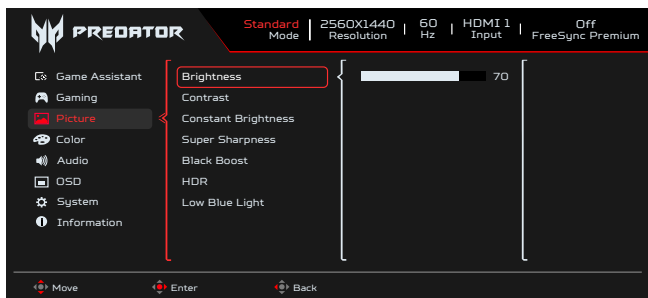 PREDATOR
Standard Mode
2560X1440 Resolution
60 Hz
HDMI 1 Input
Off FreeSync Premium
Game Assistant
Gaming
Picture
Color
Audio
OSD
System
Information
Brightness
Contrast
Constant Brightness
Super Sharpness
Black Boost
HDR
Low Blue Light
70
Move
Enter
Back